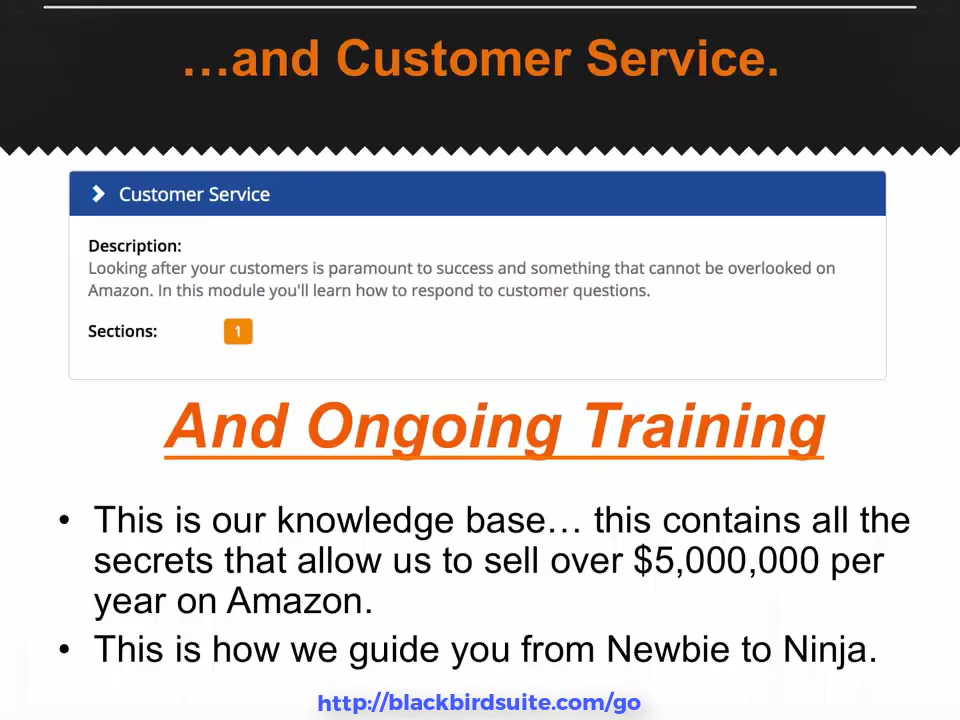 …and Customer Service.
Customer Service
Description:
Looking after your customers is paramount to success and something that cannot be overlooked on
Amazon. In this module you'll learn how to respond to customer questions.
Sections: 1
And Ongoing Training
• This is our knowledge base… this contains all the
secrets that allow us to sell over $5,000,000 per
year on Amazon.
• This is how we guide you from Newbie to Ninja.
http://blackbirdsuite.com/go